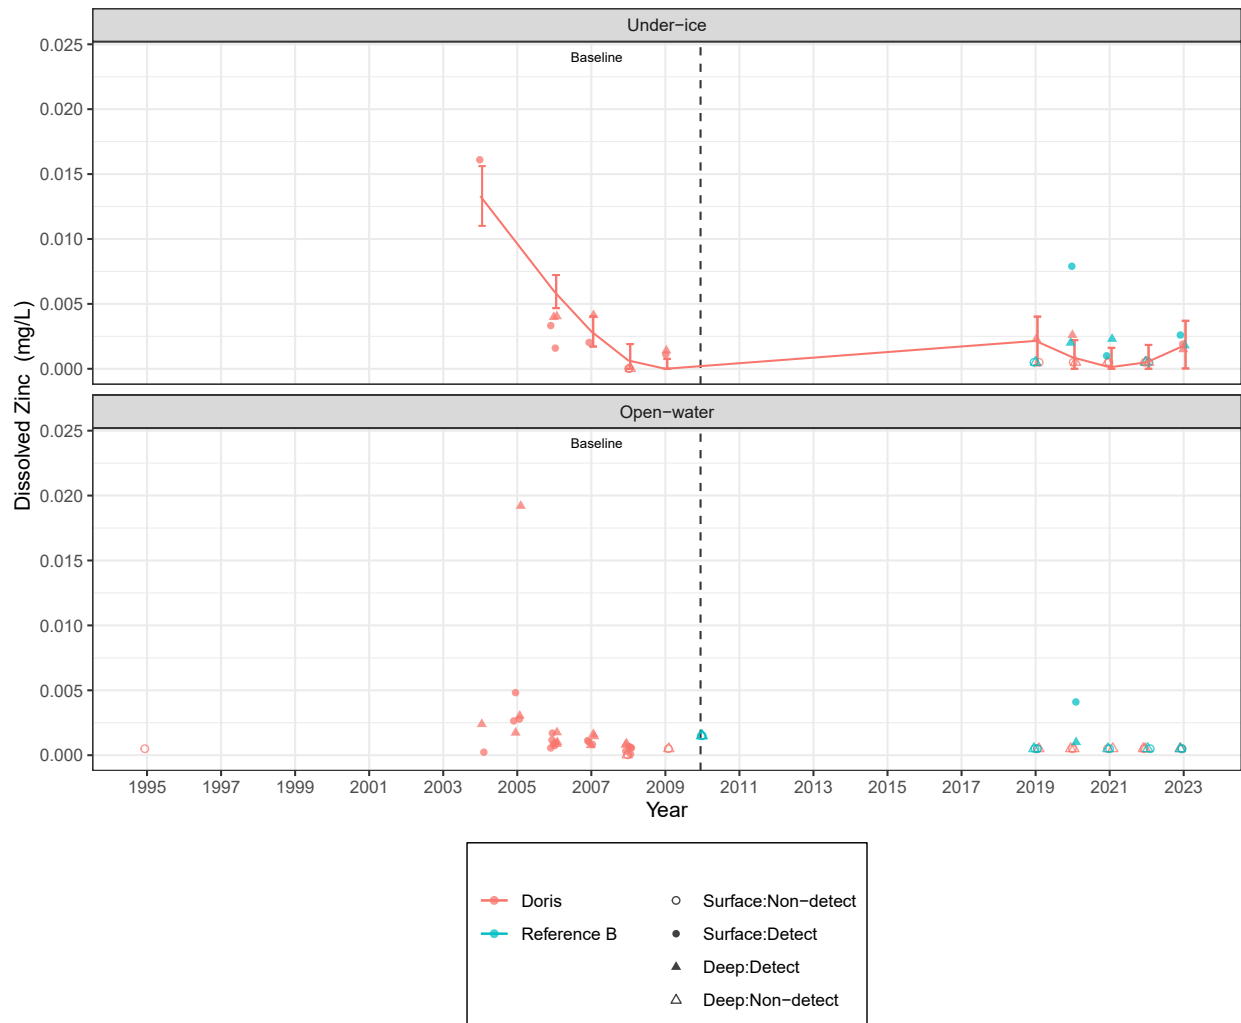 Under−ice
0.025
0.020
0.015
0.010
0.005
0.000
Baseline
Open−water
0.025
0.020
0.015
0.010
0.005
0.000
Baseline
Dissolved Zinc (mg/L)
1995 1997 1999 2001 2003 2005 2007 2009 2011 2013 2015 2017 2019 2021 2023
Year
Doris
Reference B
Surface:Non−detect
Surface:Detect
Deep:Detect
Deep:Non−detect